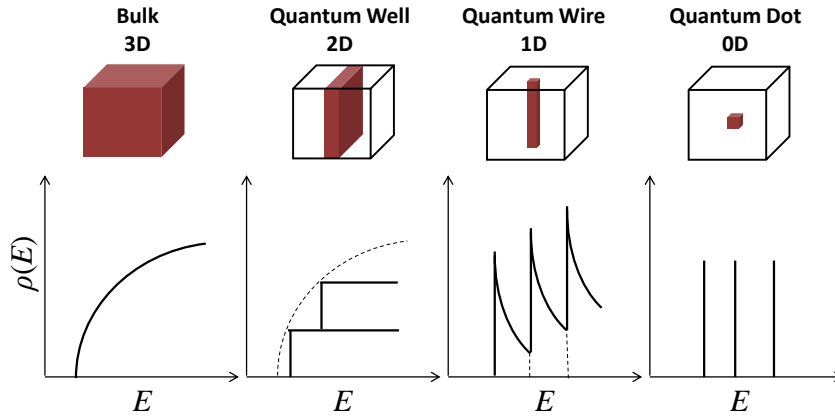 Bulk
3D
Quantum Well
2D
Quantum Wire
1D
Quantum Dot
0D
ρ(E)
E
E
E
E